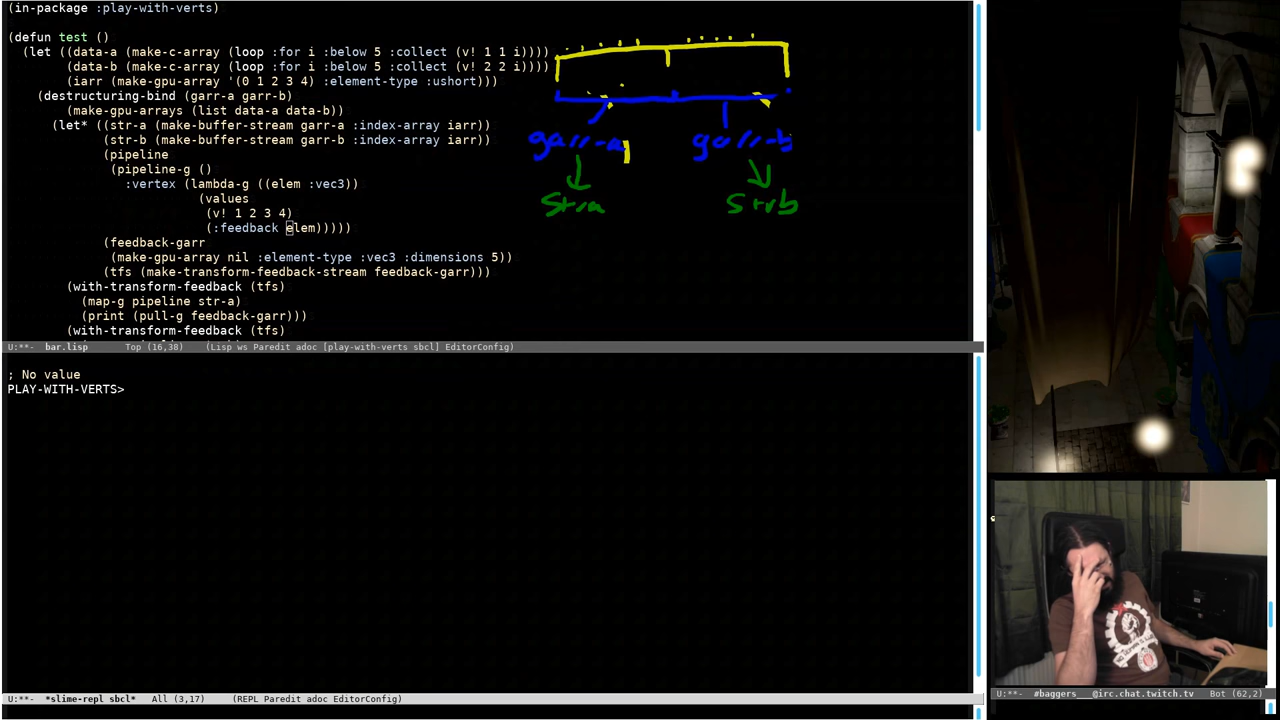 (in-package :play-with-verts)
(defun test ()
(let ((data-a (make-c-array (loop :for i :below 5 :collect (v! 1 1 i))))
(data-b (make-c-array (loop :for i :below 5 :collect (v! 2 2 i))))
(iarr (make-gpu-array '(0 1 2 3 4) :element-type :ushort)))
(destructuring-bind (garr-a garr-b)
(make-gpu-arrays (list data-a data-b))
(let* ((str-a (make-buffer-stream garr-a :index-array iarr))
(str-b (make-buffer-stream garr-b :index-array iarr))
(pipeline
(pipeline-g ()
:vertex (lambda-g ((elem :vec3))
(values
(v! 1 2 3 4)
(:feedback elem)))))
(feedback-garr
(make-gpu-array nil :element-type :vec3 :dimensions 5))
(tfs (make-transform-feedback-stream feedback-garr)))
(with-transform-feedback (tfs)
(map-g pipeline str-a)
(print (pull-g feedback-garr)))
(with-transform-feedback (tfs)
garr-a garr-b
Stra Strb
U:**- bar.lisp Top (16,38) (Lisp ws Paredit adoc [play-with-verts sbcl] EditorConfig)
; No value
PLAY-WITH-VERTS>
U:**- *slime-repl sbcl* All (3,17) (REPL Paredit adoc EditorConfig)
U:**- #baggers___@irc.chat.twitch.tv Bot (62,2)